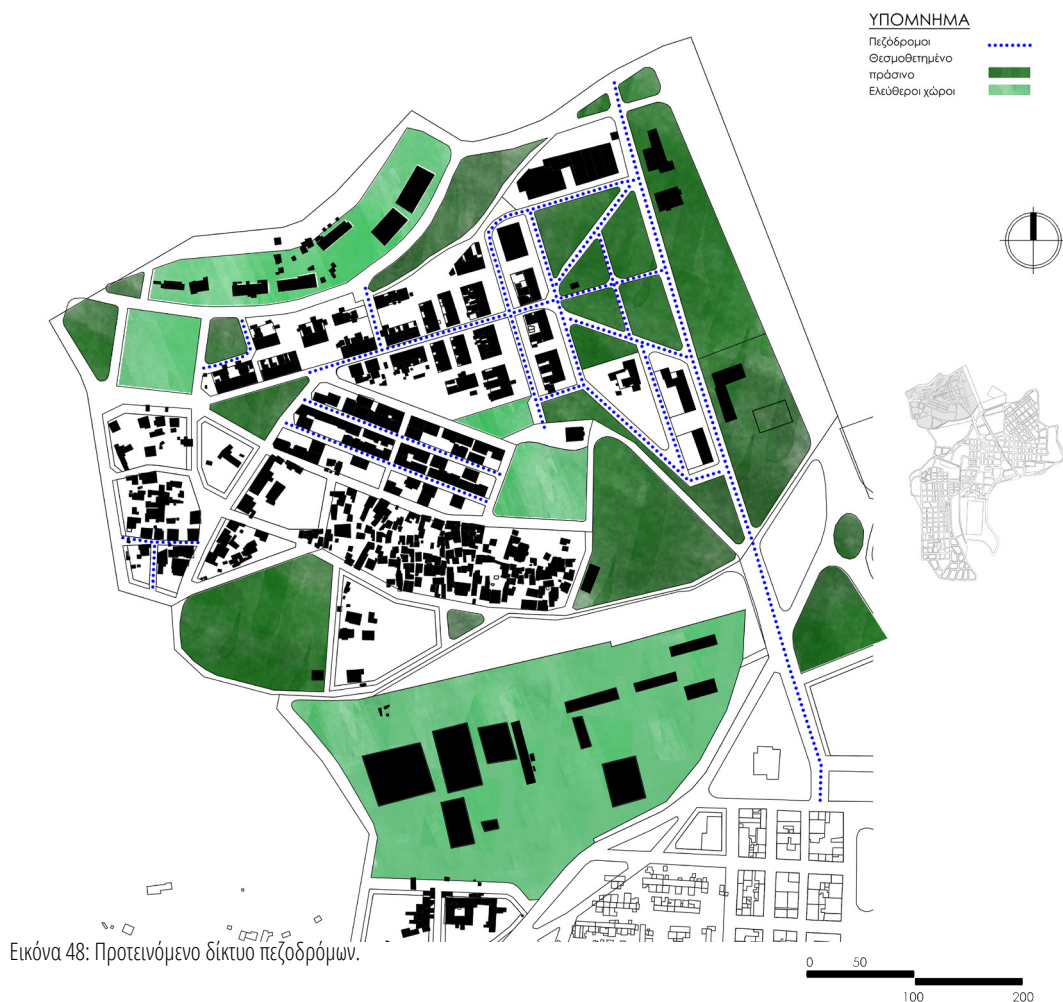 ΥΠΟΜΝΗΜΑ
Πεζόδρομοι
Θεσμοθετημένο
πράσινο
Ελεύθεροι χώροι
Εικόνα 48: Προτεινόμενο δίκτυο πεζοδρόμων.
0 50
100 200